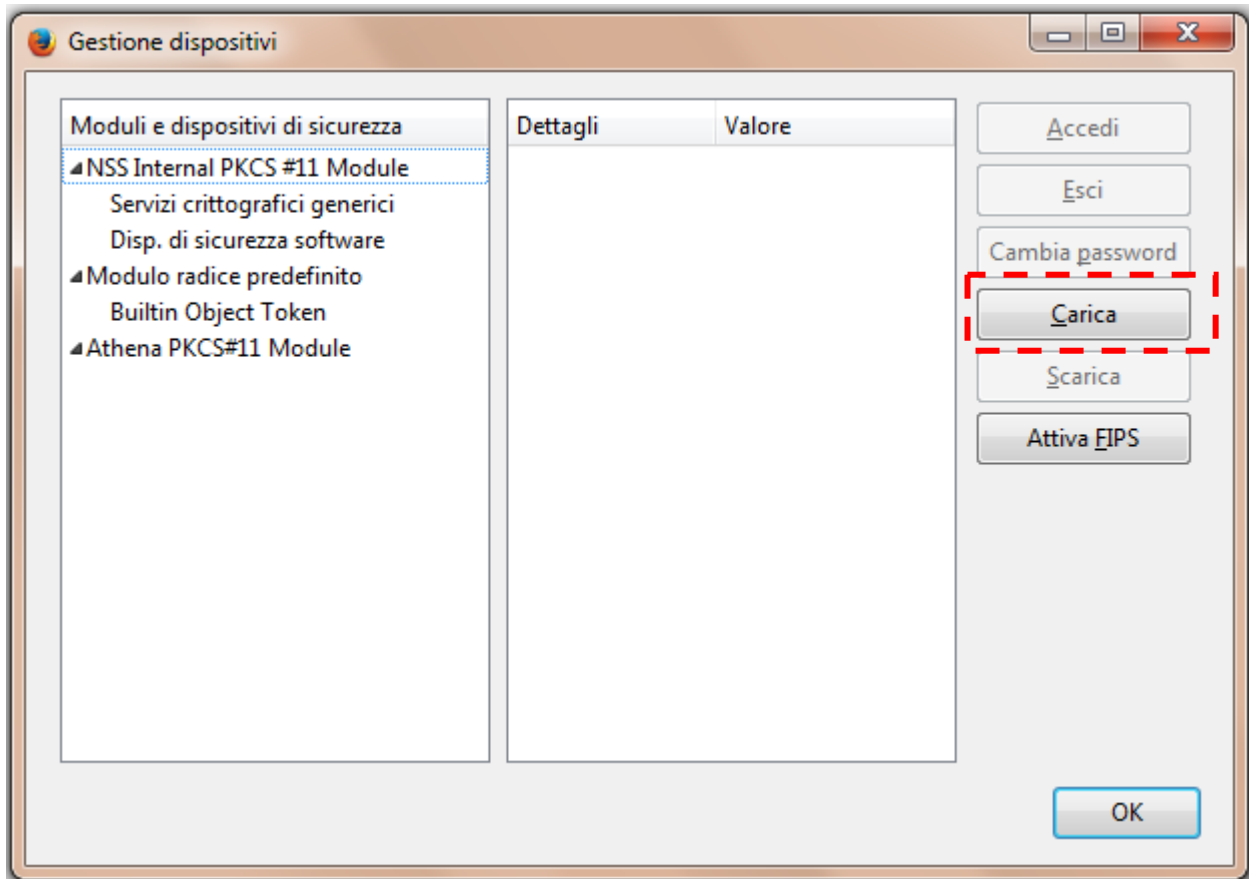 Gestione dispositivi
Moduli e dispositivi di sicurezza
NSS Internal PKCS #11 Module
Servizi crittografici generici
Disp. di sicurezza software
Modulo radice predefinito
Builtin Object Token
Athena PKCS#11 Module
Dettagli Valore
Accedi
Esci
Cambia password
Carica
Scarica
Attiva FIPS
OK